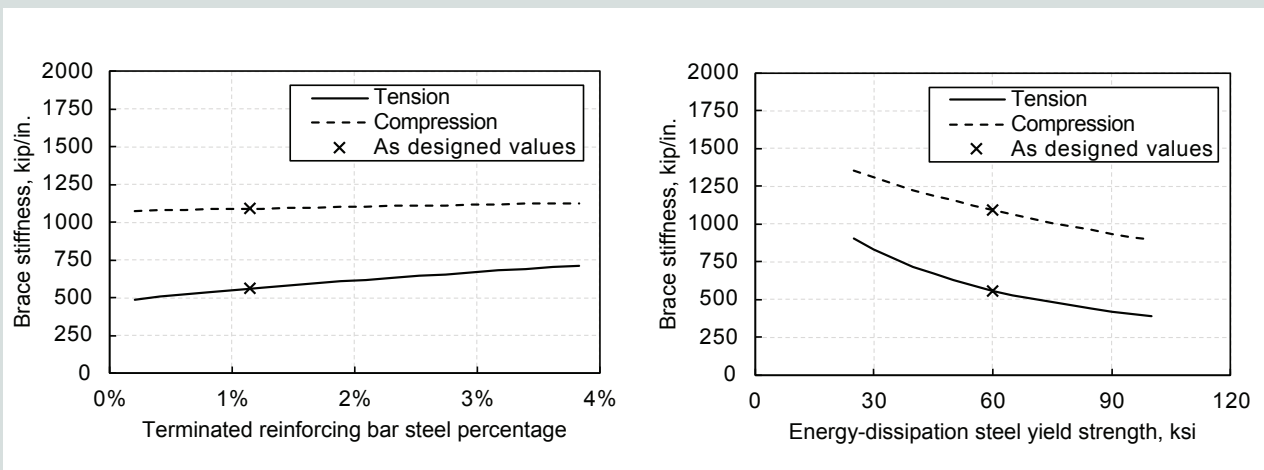 2000
1750
1500
1250
1000
750
500
250
0
Brace stiffness, kip/in.
Tension
Compression
As designed values
0% 1% 2% 3% 4%
Terminated reinforcing bar steel percentage
2000
1750
1500
1250
1000
750
500
250
0
Brace stiffness, kip/in.
Tension
Compression
As designed values
0 30 60 90 120
Energy-dissipation steel yield strength, ksi